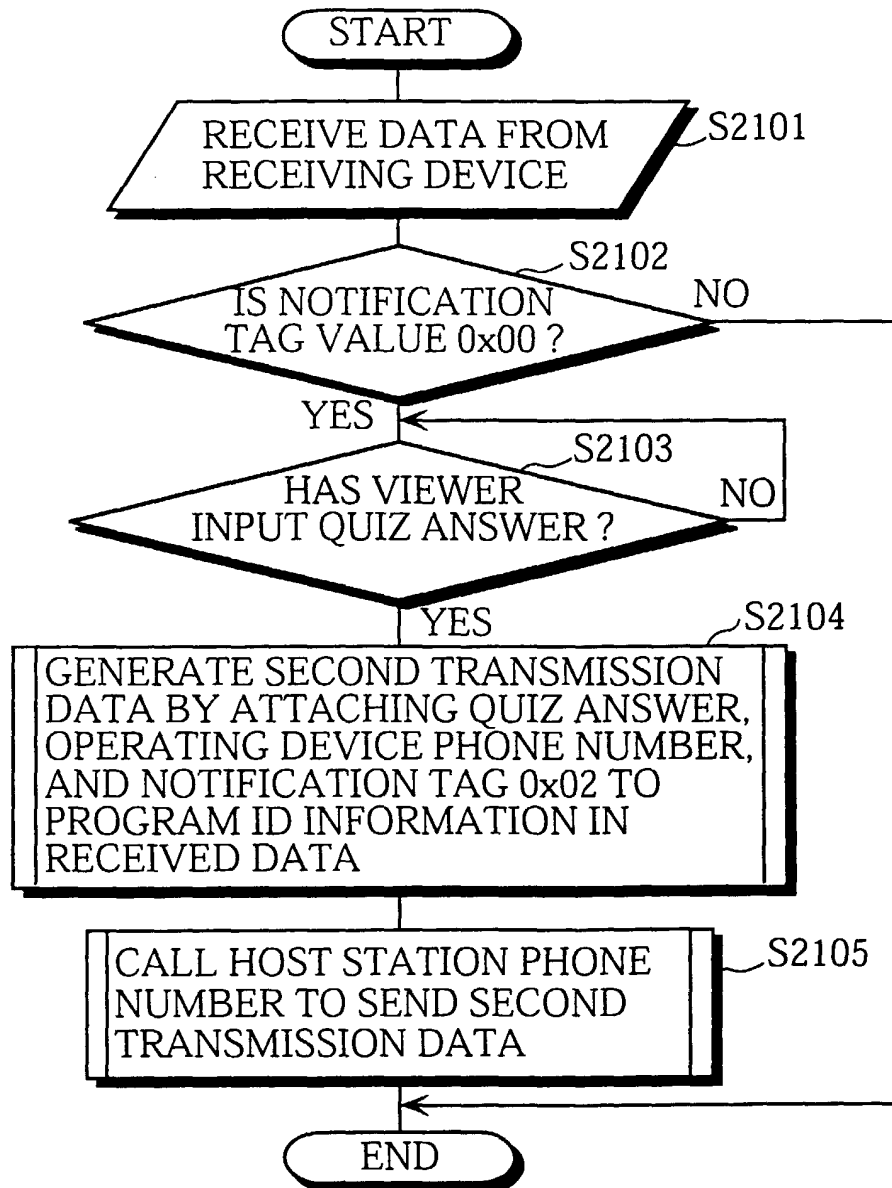 START
RECEIVE DATA FROM
RECEIVING DEVICE
S2101
S2102
IS NOTIFICATION
TAG VALUE 0x00 ?
NO
YES
S2103
HAS VIEWER
INPUT QUIZ ANSWER ?
NO
YES
S2104
GENERATE SECOND TRANSMISSION
DATA BY ATTACHING QUIZ ANSWER,
OPERATING DEVICE PHONE NUMBER,
AND NOTIFICATION TAG 0x02 TO
PROGRAM ID INFORMATION IN
RECEIVED DATA
S2105
CALL HOST STATION PHONE
NUMBER TO SEND SECOND
TRANSMISSION DATA
END